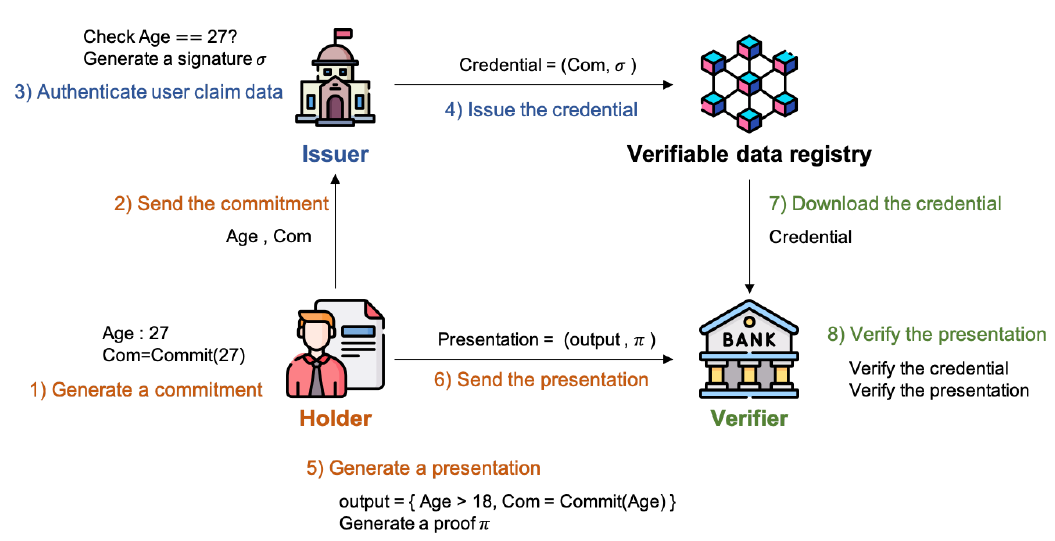 Check Age == 27?
Generate a signature σ
3) Authenticate user claim data
Issuer
Credential = (Com, σ )
4) Issue the credential
Verifiable data registry
2) Send the commitment
Age , Com
7) Download the credential
Credential
Age : 27
Com=Commit(27)
1) Generate a commitment
Holder
Presentation = (output , π )
6) Send the presentation
BANK
Verifier
8) Verify the presentation
Verify the credential
Verify the presentation
5) Generate a presentation
output = { Age > 18, Com = Commit(Age) }
Generate a proof π